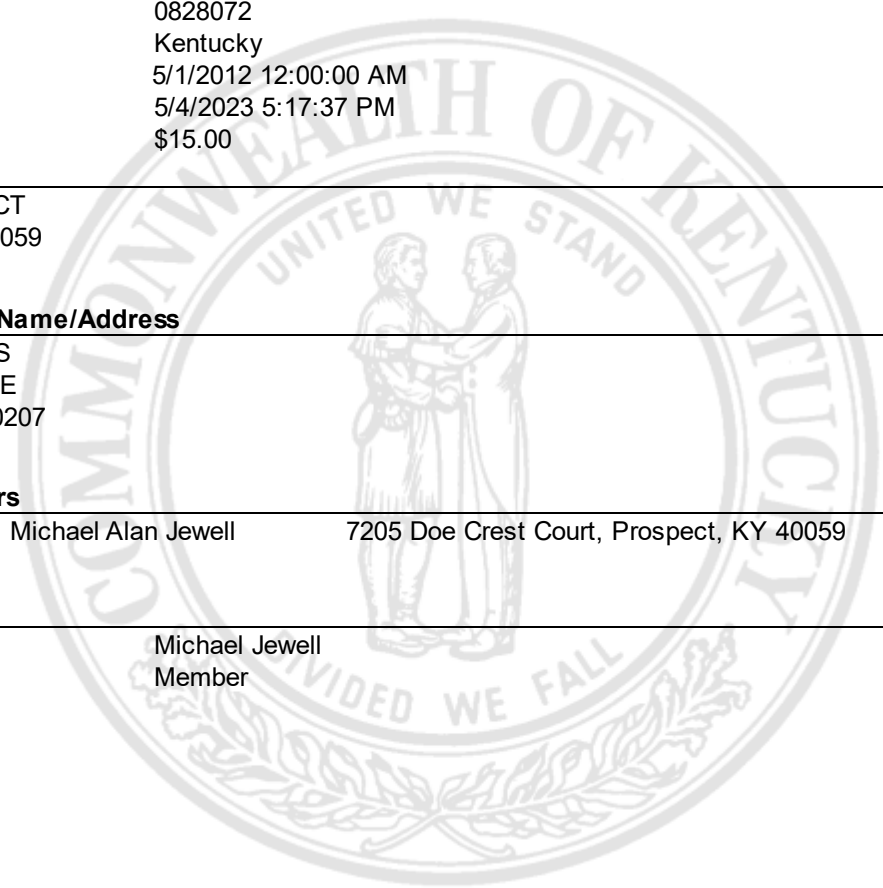 0828072
Kentucky
5/1/2012 12:00:00 AM
5/4/2023 5:17:37 PM
$15.00
CT
059
Name/Address
S
E
0207
rs
Michael Alan Jewell 7205 Doe Crest Court, Prospect, KY 40059
Michael Jewell
Member
COMMONWEALTH OF KENTUCKY
UNITED WE STAND
DIVIDED WE FALL